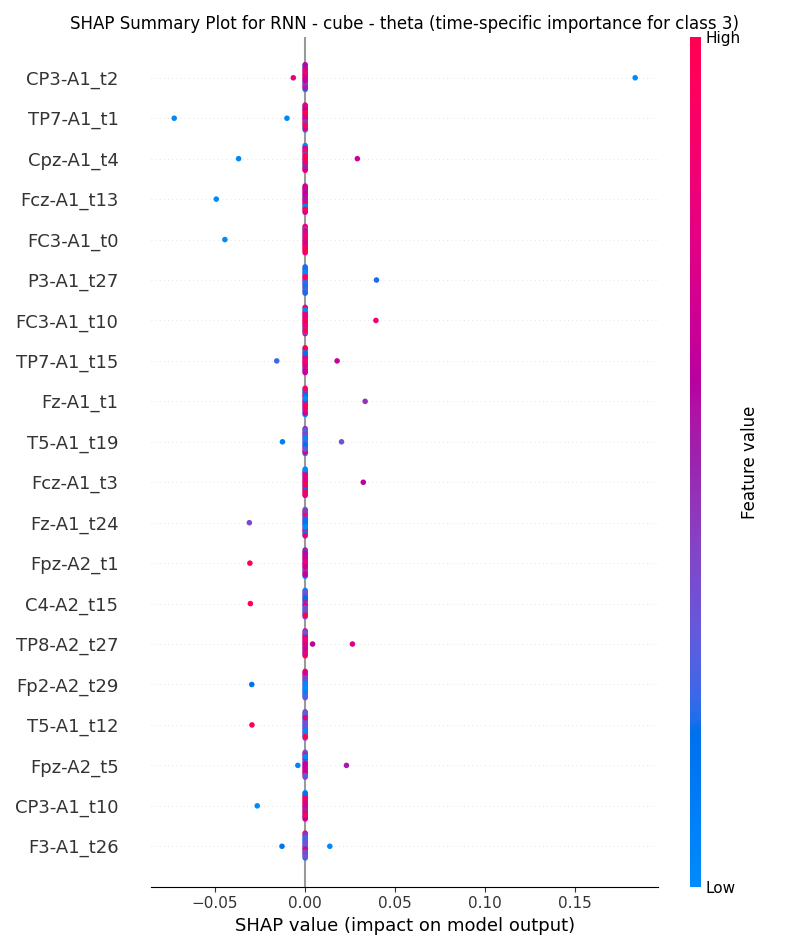 SHAP Summary Plot for RNN - cube - theta (time-specific importance for class 3)
High
CP3-A1_t2
TP7-A1_t1
Cpz-A1_t4
Fcz-A1_t13
FC3-A1_t0
P3-A1_t27
FC3-A1_t10
TP7-A1_t15
Fz-A1_t1
T5-A1_t19
Fcz-A1_t3
Fz-A1_t24
Fpz-A2_t1
C4-A2_t15
TP8-A2_t27
Fp2-A2_t29
T5-A1_t12
Fpz-A2_t5
CP3-A1_t10
F3-A1_t26
Feature value
Low
−0.05 0.00 0.05 0.10 0.15
SHAP value (impact on model output)